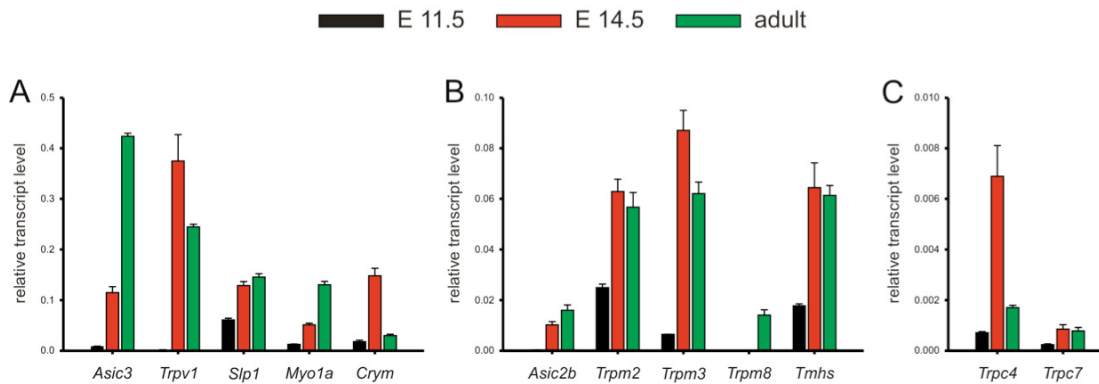 E 11.5 E 14.5 adult
A
relative transcript level
0.5
0.4
0.3
0.2
0.1
0.0
Asic3 Trpv1 Slp1 Myo1a Crym
B
relative transcript level
0.10
0.08
0.06
0.04
0.02
0.00
Asic2b Trpm2 Trpm3 Trpm8 Tmhs
C
relative transcript level
0.010
0.008
0.006
0.004
0.002
0.000
Trpc4 Trpc7